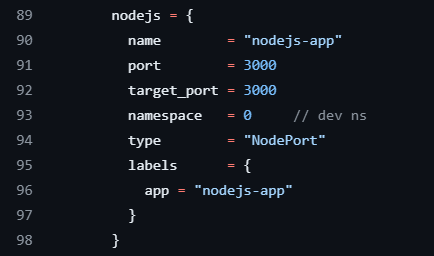 89 nodejs = {
90 name = "nodejs-app"
91 port = 3000
92 target_port = 3000
93 namespace = 0 // dev ns
94 type = "NodePort"
95 labels = {
96 app = "nodejs-app"
97 }
98 }